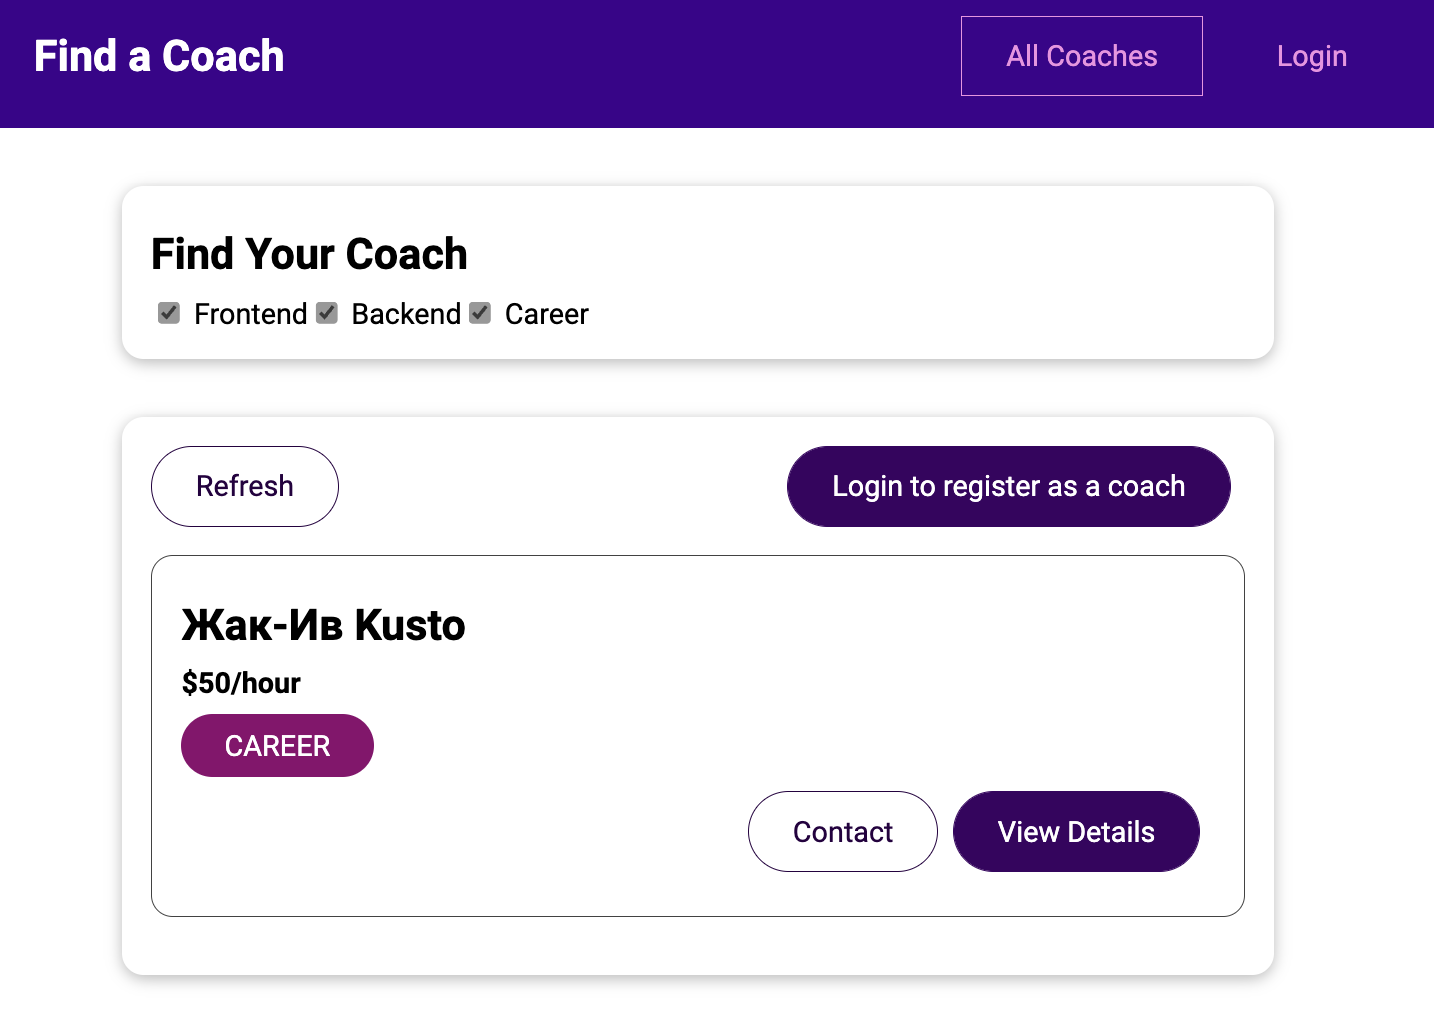 Find a Coach
All Coaches
Login
Find Your Coach
Frontend Backend Career
Refresh
Login to register as a coach
Жак-Ив Kusto
$50/hour
CAREER
Contact
View Details